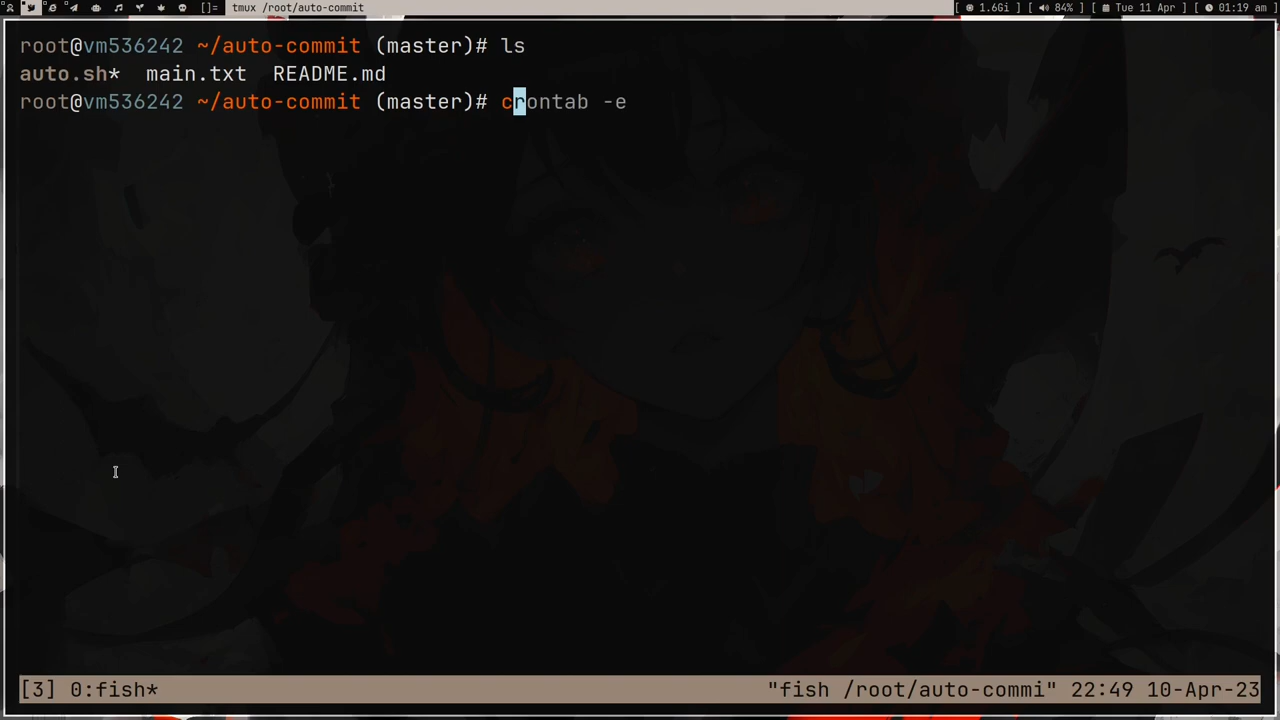 []= tmux /root/auto-commit [ 1.6Gi ] [ 84% ] [ Tue 11 Apr ] [ 01:19 am ]
root@vm536242 ~/auto-commit (master)# ls
auto.sh* main.txt README.md
root@vm536242 ~/auto-commit (master)# crontab -e
[3] 0:fish* "fish /root/auto-commi" 22:49 10-Apr-23